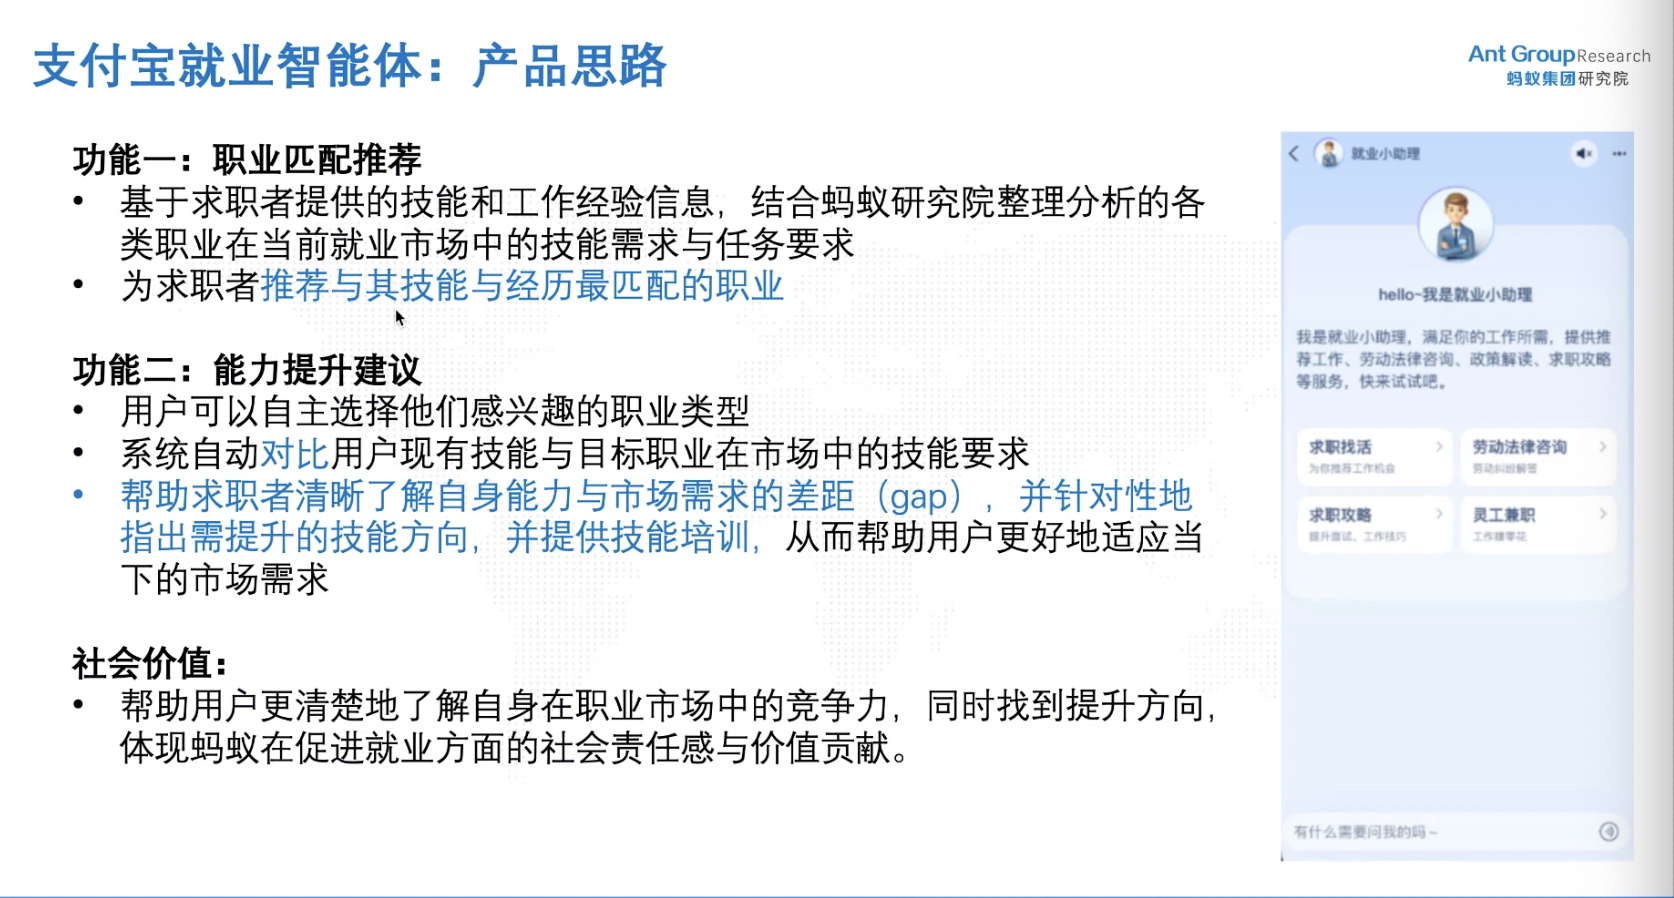 支付宝就业智能体：产品思路
Ant Group Research
蚂蚁集团研究院
功能一：职业匹配推荐
• 基于求职者提供的技能和工作经验信息，结合蚂蚁研究院整理分析的各
类职业在当前就业市场中的技能需求与任务要求
• 为求职者推荐与其技能与经历最匹配的职业
功能二：能力提升建议
• 用户可以自主选择他们感兴趣的职业类型
• 系统自动对比用户现有技能与目标职业在市场中的技能要求
• 帮助求职者清晰了解自身能力与市场需求的差距（gap），并针对性地
指出需提升的技能方向，并提供技能培训，从而帮助用户更好地适应当
下的市场需求
社会价值：
• 帮助用户更清楚地了解自身在职业市场中的竞争力，同时找到提升方向，
体现蚂蚁在促进就业方面的社会责任感与价值贡献。
就业小助理
hello~我是就业小助理
我是就业小助理，满足你的工作所需，提供推
荐工作、劳动法律咨询、政策解读、求职攻略
等服务，快来试试吧。
求职找活
为你推荐工作机会
劳动法律咨询
劳动纠纷解答
求职攻略
提升面试、工作技巧
灵工兼职
工作赚零花
有什么需要问我的吗~